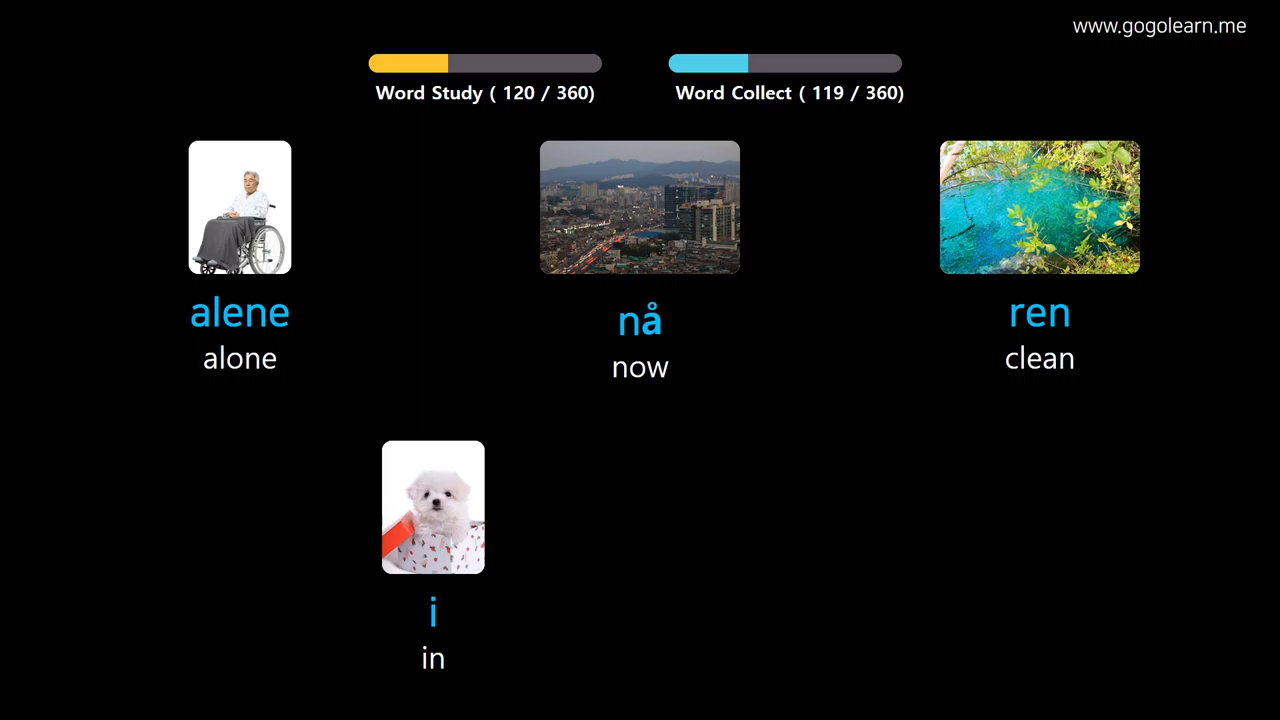 www.gogolearn.me
Word Study ( 120 / 360)
Word Collect ( 119 / 360)
alene
alone
nå
now
ren
clean
i
in